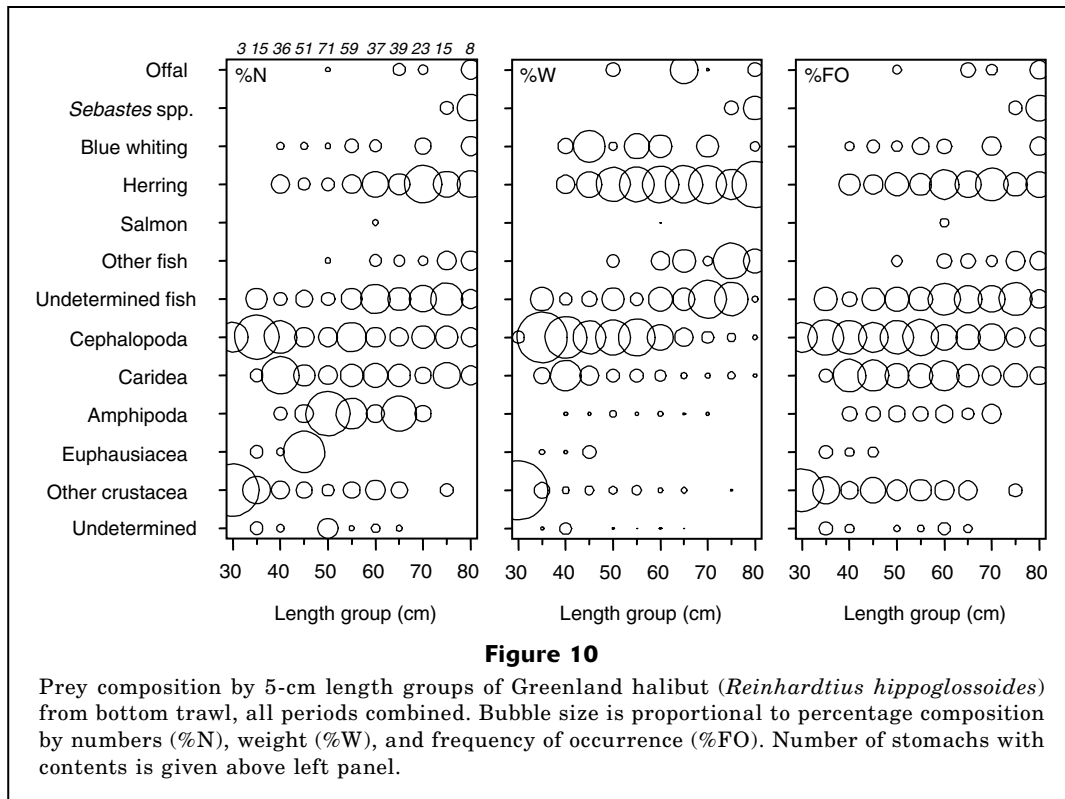 3 15 36 51 71 59 37 39 23 15 8
%N %W %FO
Offal
Sebastes spp.
Blue whiting
Herring
Salmon
Other fish
Undetermined fish
Cephalopoda
Caridea
Amphipoda
Euphausiacea
Other crustacea
Undetermined
30 40 50 60 70 80 30 40 50 60 70 80 30 40 50 60 70 80
Length group (cm) Length group (cm) Length group (cm)
Figure 10
Prey composition by 5-cm length groups of Greenland halibut (Reinhardtius hippoglossoides)
from bottom trawl, all periods combined. Bubble size is proportional to percentage composition
by numbers (%N), weight (%W), and frequency of occurrence (%FO). Number of stomachs with
contents is given above left panel.